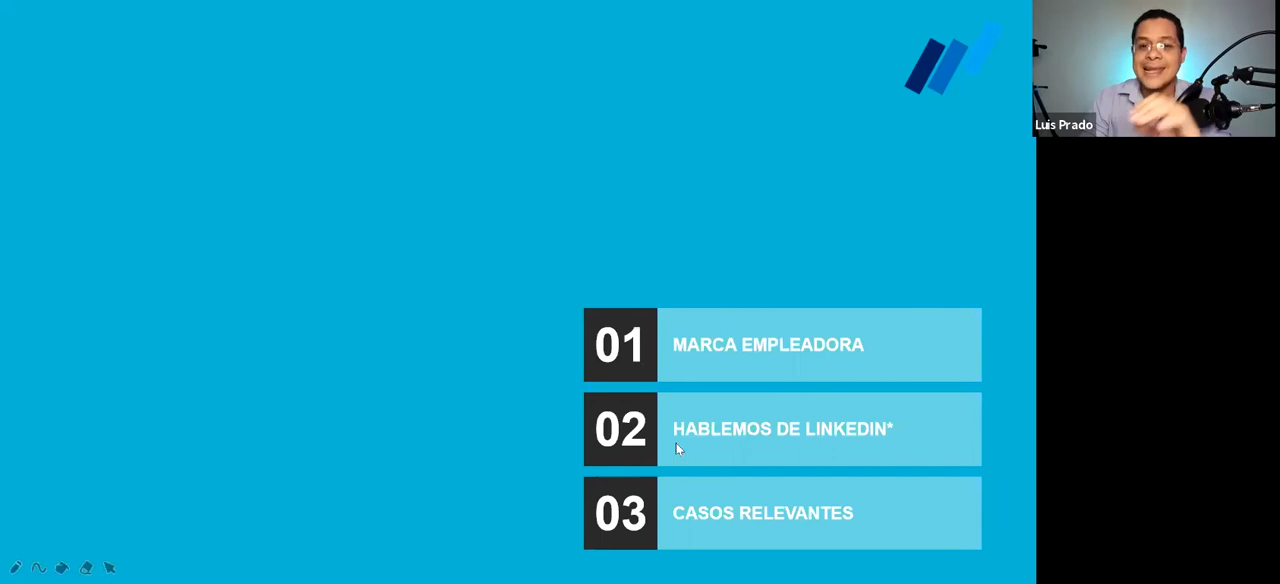 Luis Prado
01 MARCA EMPLEADORA
02 HABLEMOS DE LINKEDIN*
03 CASOS RELEVANTES